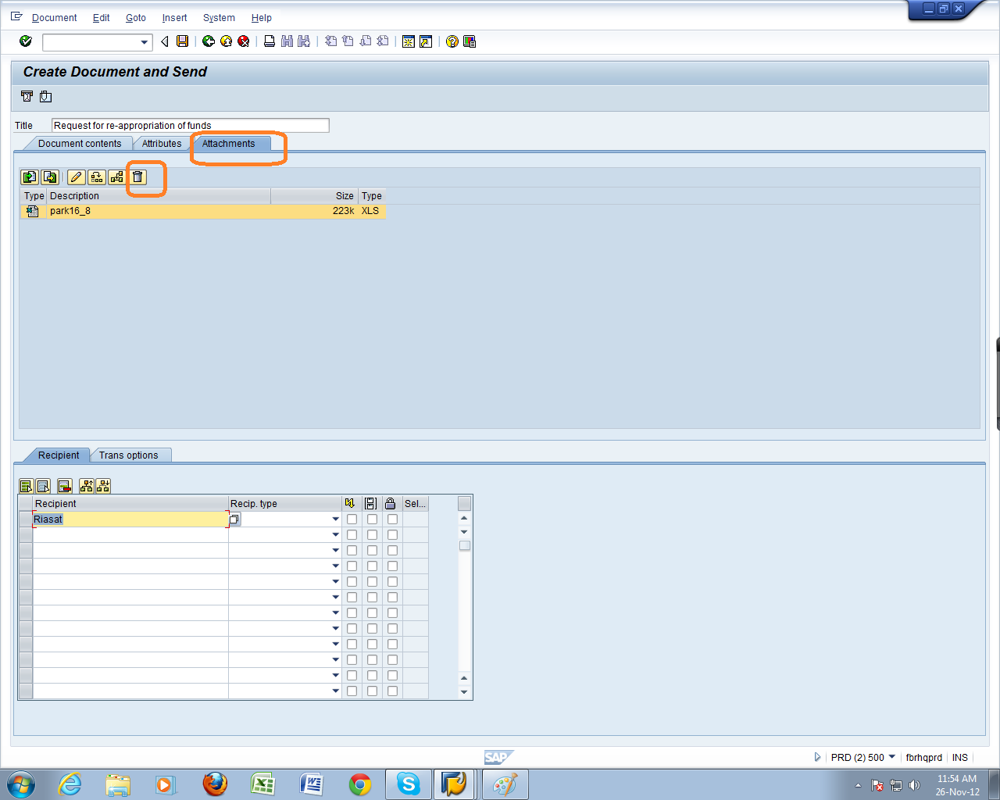 Document Edit Goto Insert System Help
Create Document and Send
Title Request for re-appropriation of funds
Document contents Attributes Attachments
Type Description Size Type
park16_8 223k XLS
Recipient Trans options
Recipient Recip. type Sel...
Riasat
SAP PRD (2) 500 fbrhqprd INS
11:54 AM
26-Nov-12